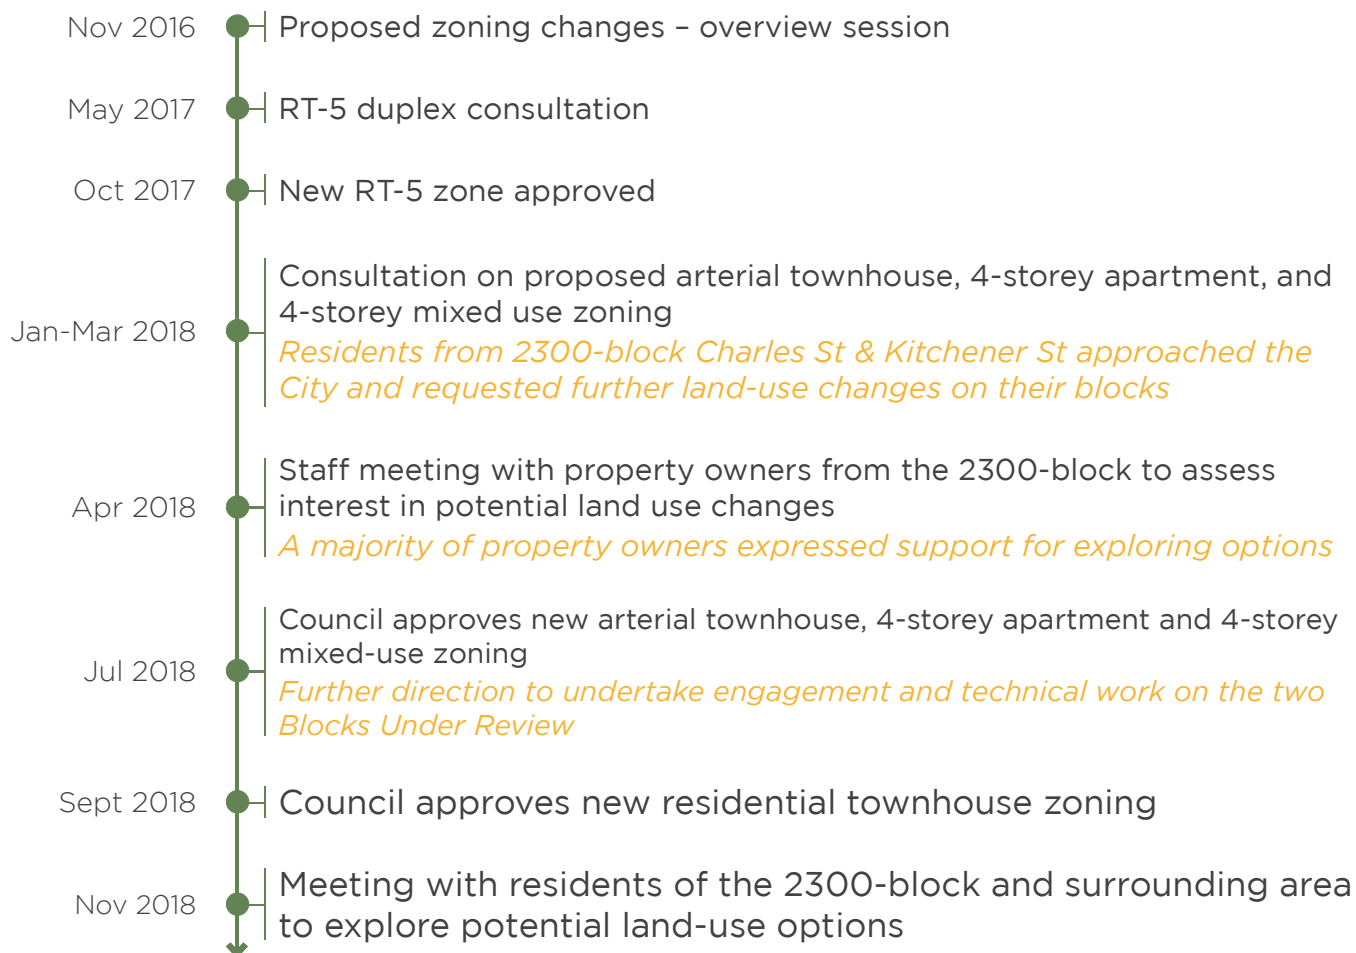 Nov 2016
Proposed zoning changes – overview session
May 2017
RT-5 duplex consultation
Oct 2017
New RT-5 zone approved
Jan-Mar 2018
Consultation on proposed arterial townhouse, 4-storey apartment, and
4-storey mixed use zoning
Residents from 2300-block Charles St & Kitchener St approached the
City and requested further land-use changes on their blocks
Apr 2018
Staff meeting with property owners from the 2300-block to assess
interest in potential land use changes
A majority of property owners expressed support for exploring options
Jul 2018
Council approves new arterial townhouse, 4-storey apartment and 4-storey
mixed-use zoning
Further direction to undertake engagement and technical work on the two
Blocks Under Review
Sept 2018
Council approves new residential townhouse zoning
Nov 2018
Meeting with residents of the 2300-block and surrounding area
to explore potential land-use options